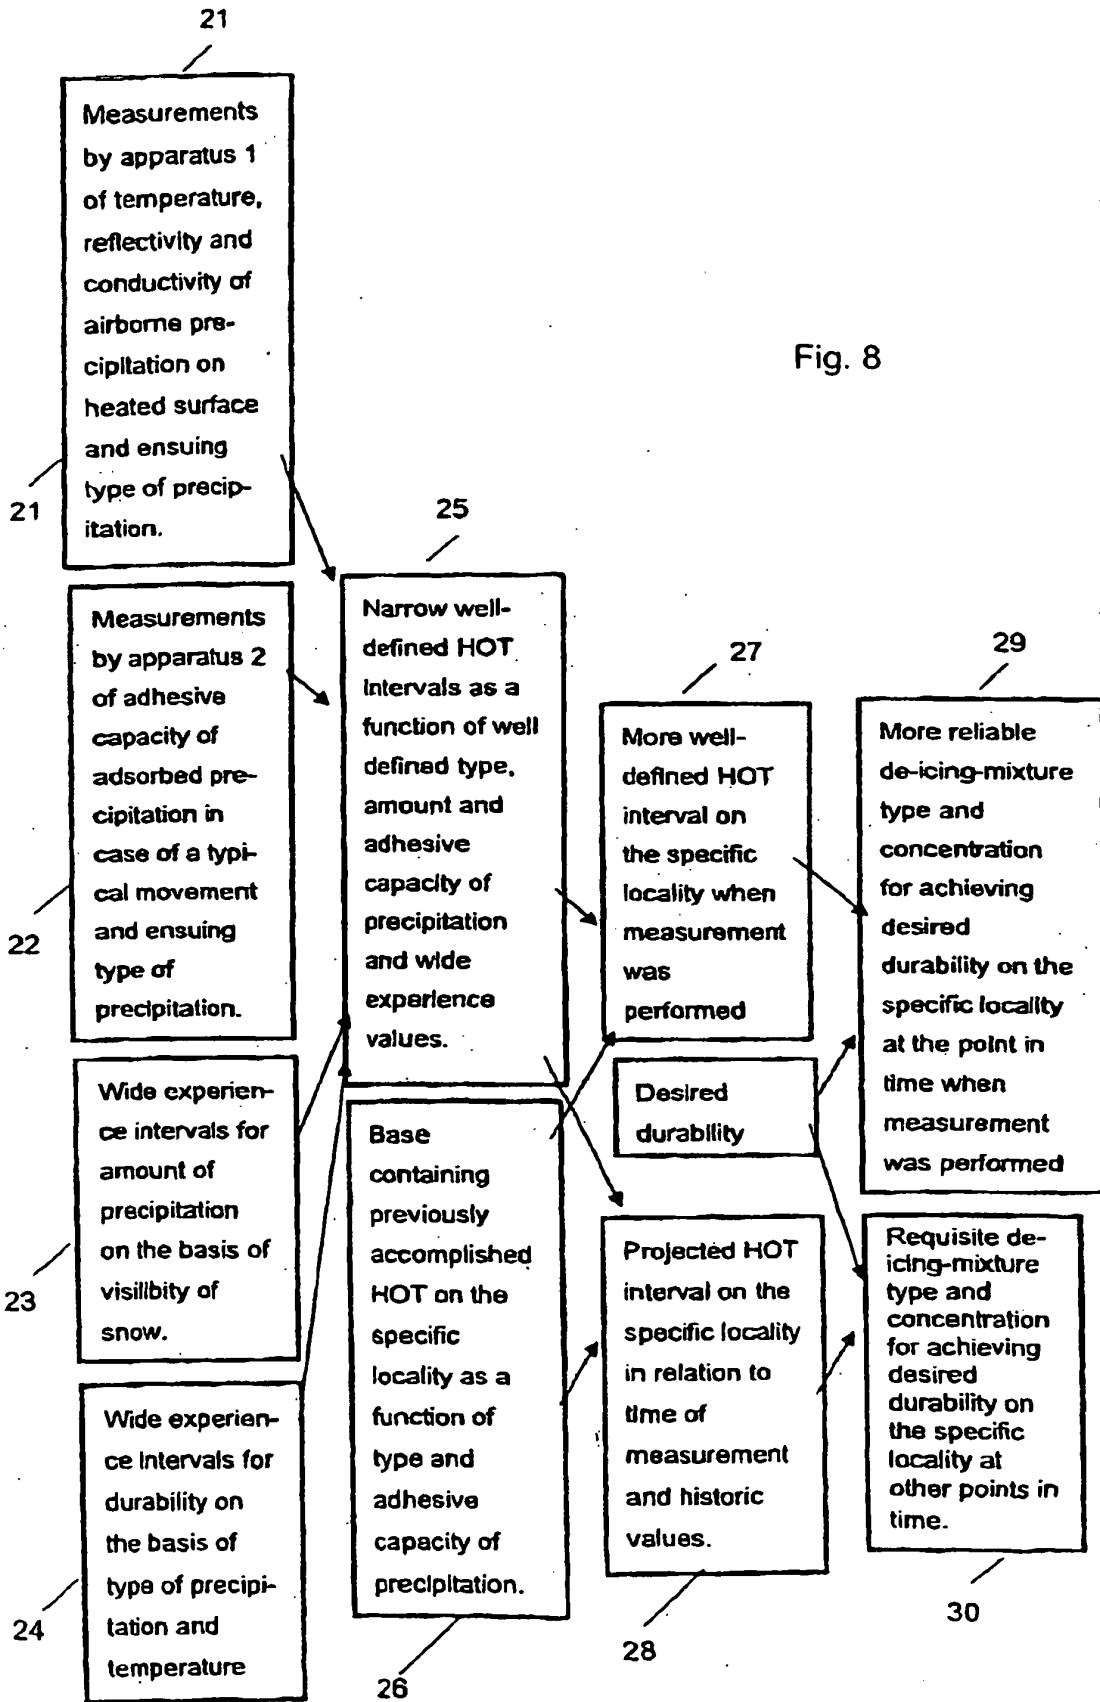 21
Measurements
by apparatus 1
of temperature,
reflectivity and
conductivity of
airborne pre-
cipitation on
heated surface
and ensuing
type of precip-
itation.
21
Measurements
by apparatus 2
of adhesive
capacity of
adsorbed pre-
cipitation in
case of a typi-
cal movement
and ensuing
type of
precipitation.
22
Wide experien-
ce intervals for
amount of
precipitation
on the basis of
visilbity of
snow.
23
Wide experien-
ce Intervals for
durability on
the basis of
type of precipi-
tation and
temperature
24
25
Narrow well-
defined HOT
Intervals as a
function of well
defined type,
amount and
adhesive
capacity of
precipitation
and wide
experience
values.
Base
containing
previously
accomplished
HOT on the
specific
locality as a
function of
type and
adhesive
capacity of
precipitation.
26
27
More well-
defined HOT
interval on
the specific
locality when
measurement
was
performed
Desired
durability
Projected HOT
interval on the
specific locality
in relation to
time of
measurement
and historic
values.
28
29
More reliable
de-icing-mixture
type and
concentration
for achieving
desired
durability on the
specific locality
at the point in
time when
measurement
was performed
Requisite de-
icing-mixture
type and
concentration
for achieving
desired
durability on
the specific
locality at
other points in
time.
30
Fig. 8